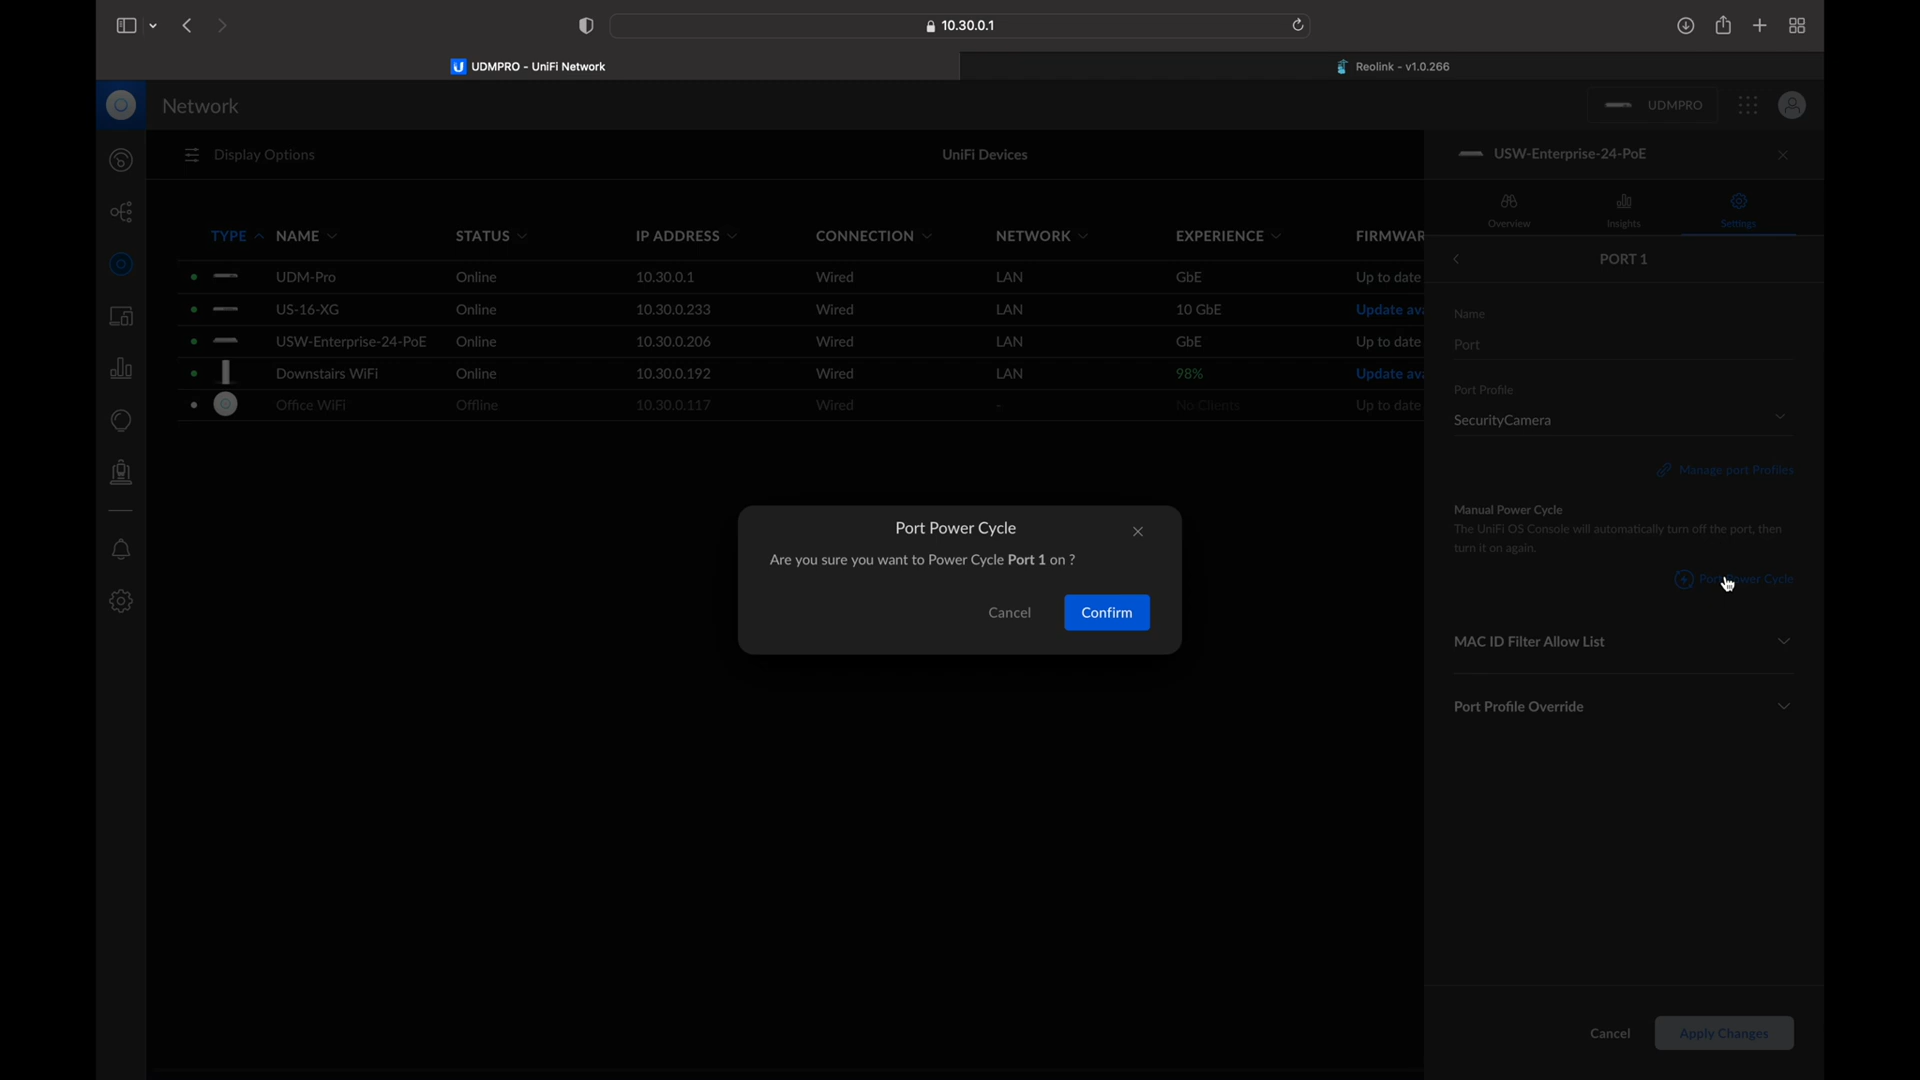 10.30.0.1
UDMPRO - UniFi Network
Reolink - v1.0.266
Network
UDMPRO
Display Options
UniFi Devices
USW-Enterprise-24-PoE
Overview
Insights
Settings
TYPE NAME STATUS IP ADDRESS CONNECTION NETWORK EXPERIENCE FIRMWAR
UDM-Pro Online 10.30.0.1 Wired LAN GbE Up to date
US-16-XG Online 10.30.0.233 Wired LAN 10 GbE Update ava
USW-Enterprise-24-PoE Online 10.30.0.206 Wired LAN GbE Up to date
Downstairs WiFi Online 10.30.0.192 Wired LAN 98% Update ava
Office WiFi Offline 10.30.0.117 Wired - No Clients Up to date
PORT 1
Name
Port
Port Profile
SecurityCamera
Manage port Profiles
Manual Power Cycle
The UniFi OS Console will automatically turn off the port, then
turn it on again.
Port Power Cycle
MAC ID Filter Allow List
Port Profile Override
Cancel
Apply Changes
Port Power Cycle
Are you sure you want to Power Cycle Port 1 on ?
Cancel
Confirm